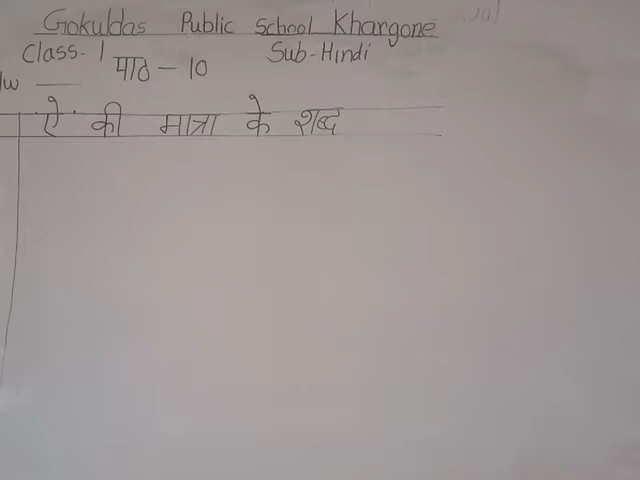 Gokuldas Public School Khargone
Class-1 Sub-Hindi
पाठ - 10
ऐ की मात्रा के शब्द